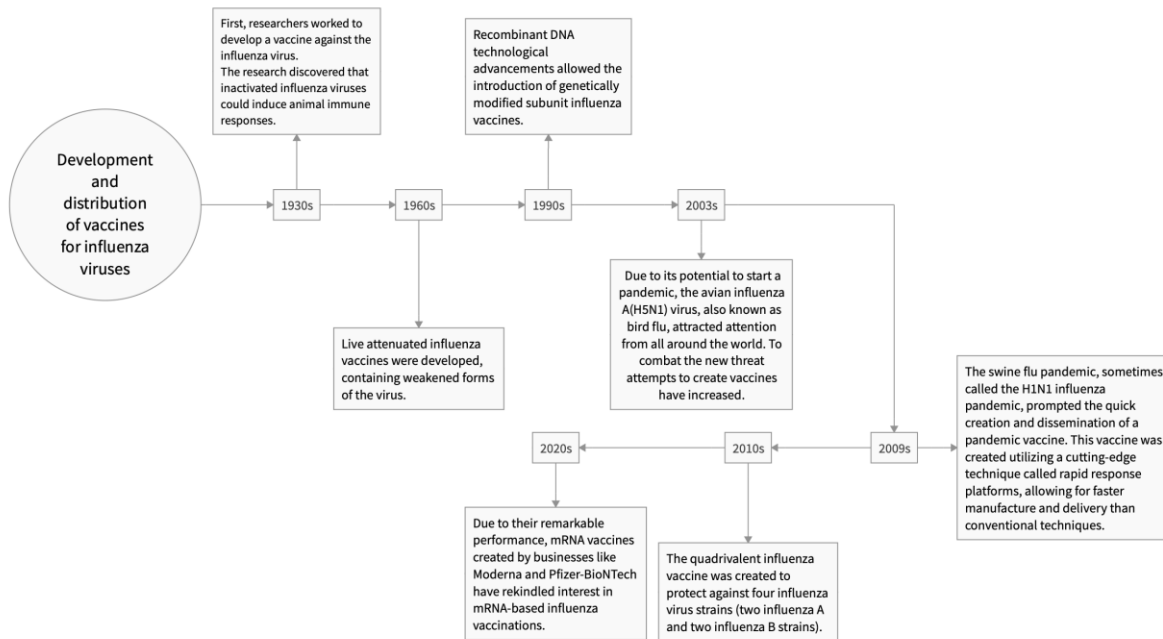 Development
and
distribution
of vaccines
for influenza
viruses
1930s
First, researchers worked to
develop a vaccine against the
influenza virus.
The research discovered that
inactivated influenza viruses
could induce animal immune
responses.
1960s
Live attenuated influenza
vaccines were developed,
containing weakened forms
of the virus.
1990s
Recombinant DNA
technological
advancements allowed the
introduction of genetically
modified subunit influenza
vaccines.
2003s
Due to its potential to start a
pandemic, the avian influenza
A(H5N1) virus, also known as
bird flu, attracted attention
from all around the world. To
combat the new threat
attempts to create vaccines
have increased.
2009s
The swine flu pandemic, sometimes
called the H1N1 influenza
pandemic, prompted the quick
creation and dissemination of a
pandemic vaccine. This vaccine was
created utilizing a cutting-edge
technique called rapid response
platforms, allowing for faster
manufacture and delivery than
conventional techniques.
2010s
The quadrivalent influenza
vaccine was created to
protect against four influenza
virus strains (two influenza A
and two influenza B strains).
2020s
Due to their remarkable
performance, mRNA vaccines
created by businesses like
Moderna and Pfizer-BioNTech
have rekindled interest in
mRNA-based influenza
vaccinations.